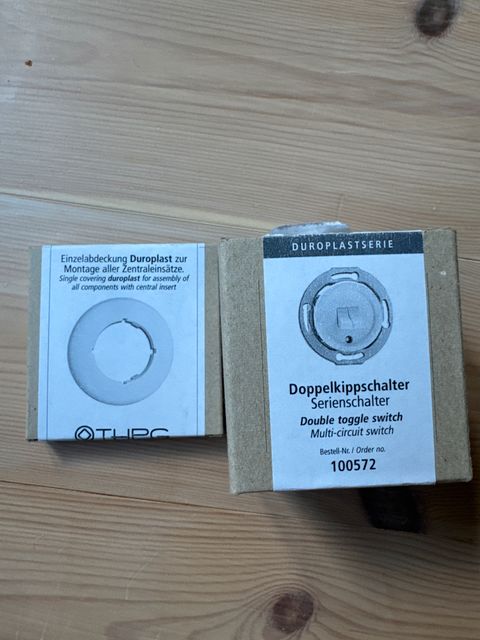 Einzelabdeckung Duroplast zur
Montage aller Zentraleinsätze.
Single covering duroplast for assembly of
all components with central insert
THPG
DUROPLASTSERIE
Doppelkippschalter
Serienschalter
Double toggle switch
Multi-circuit switch
Bestell-Nr. / Order no.
100572